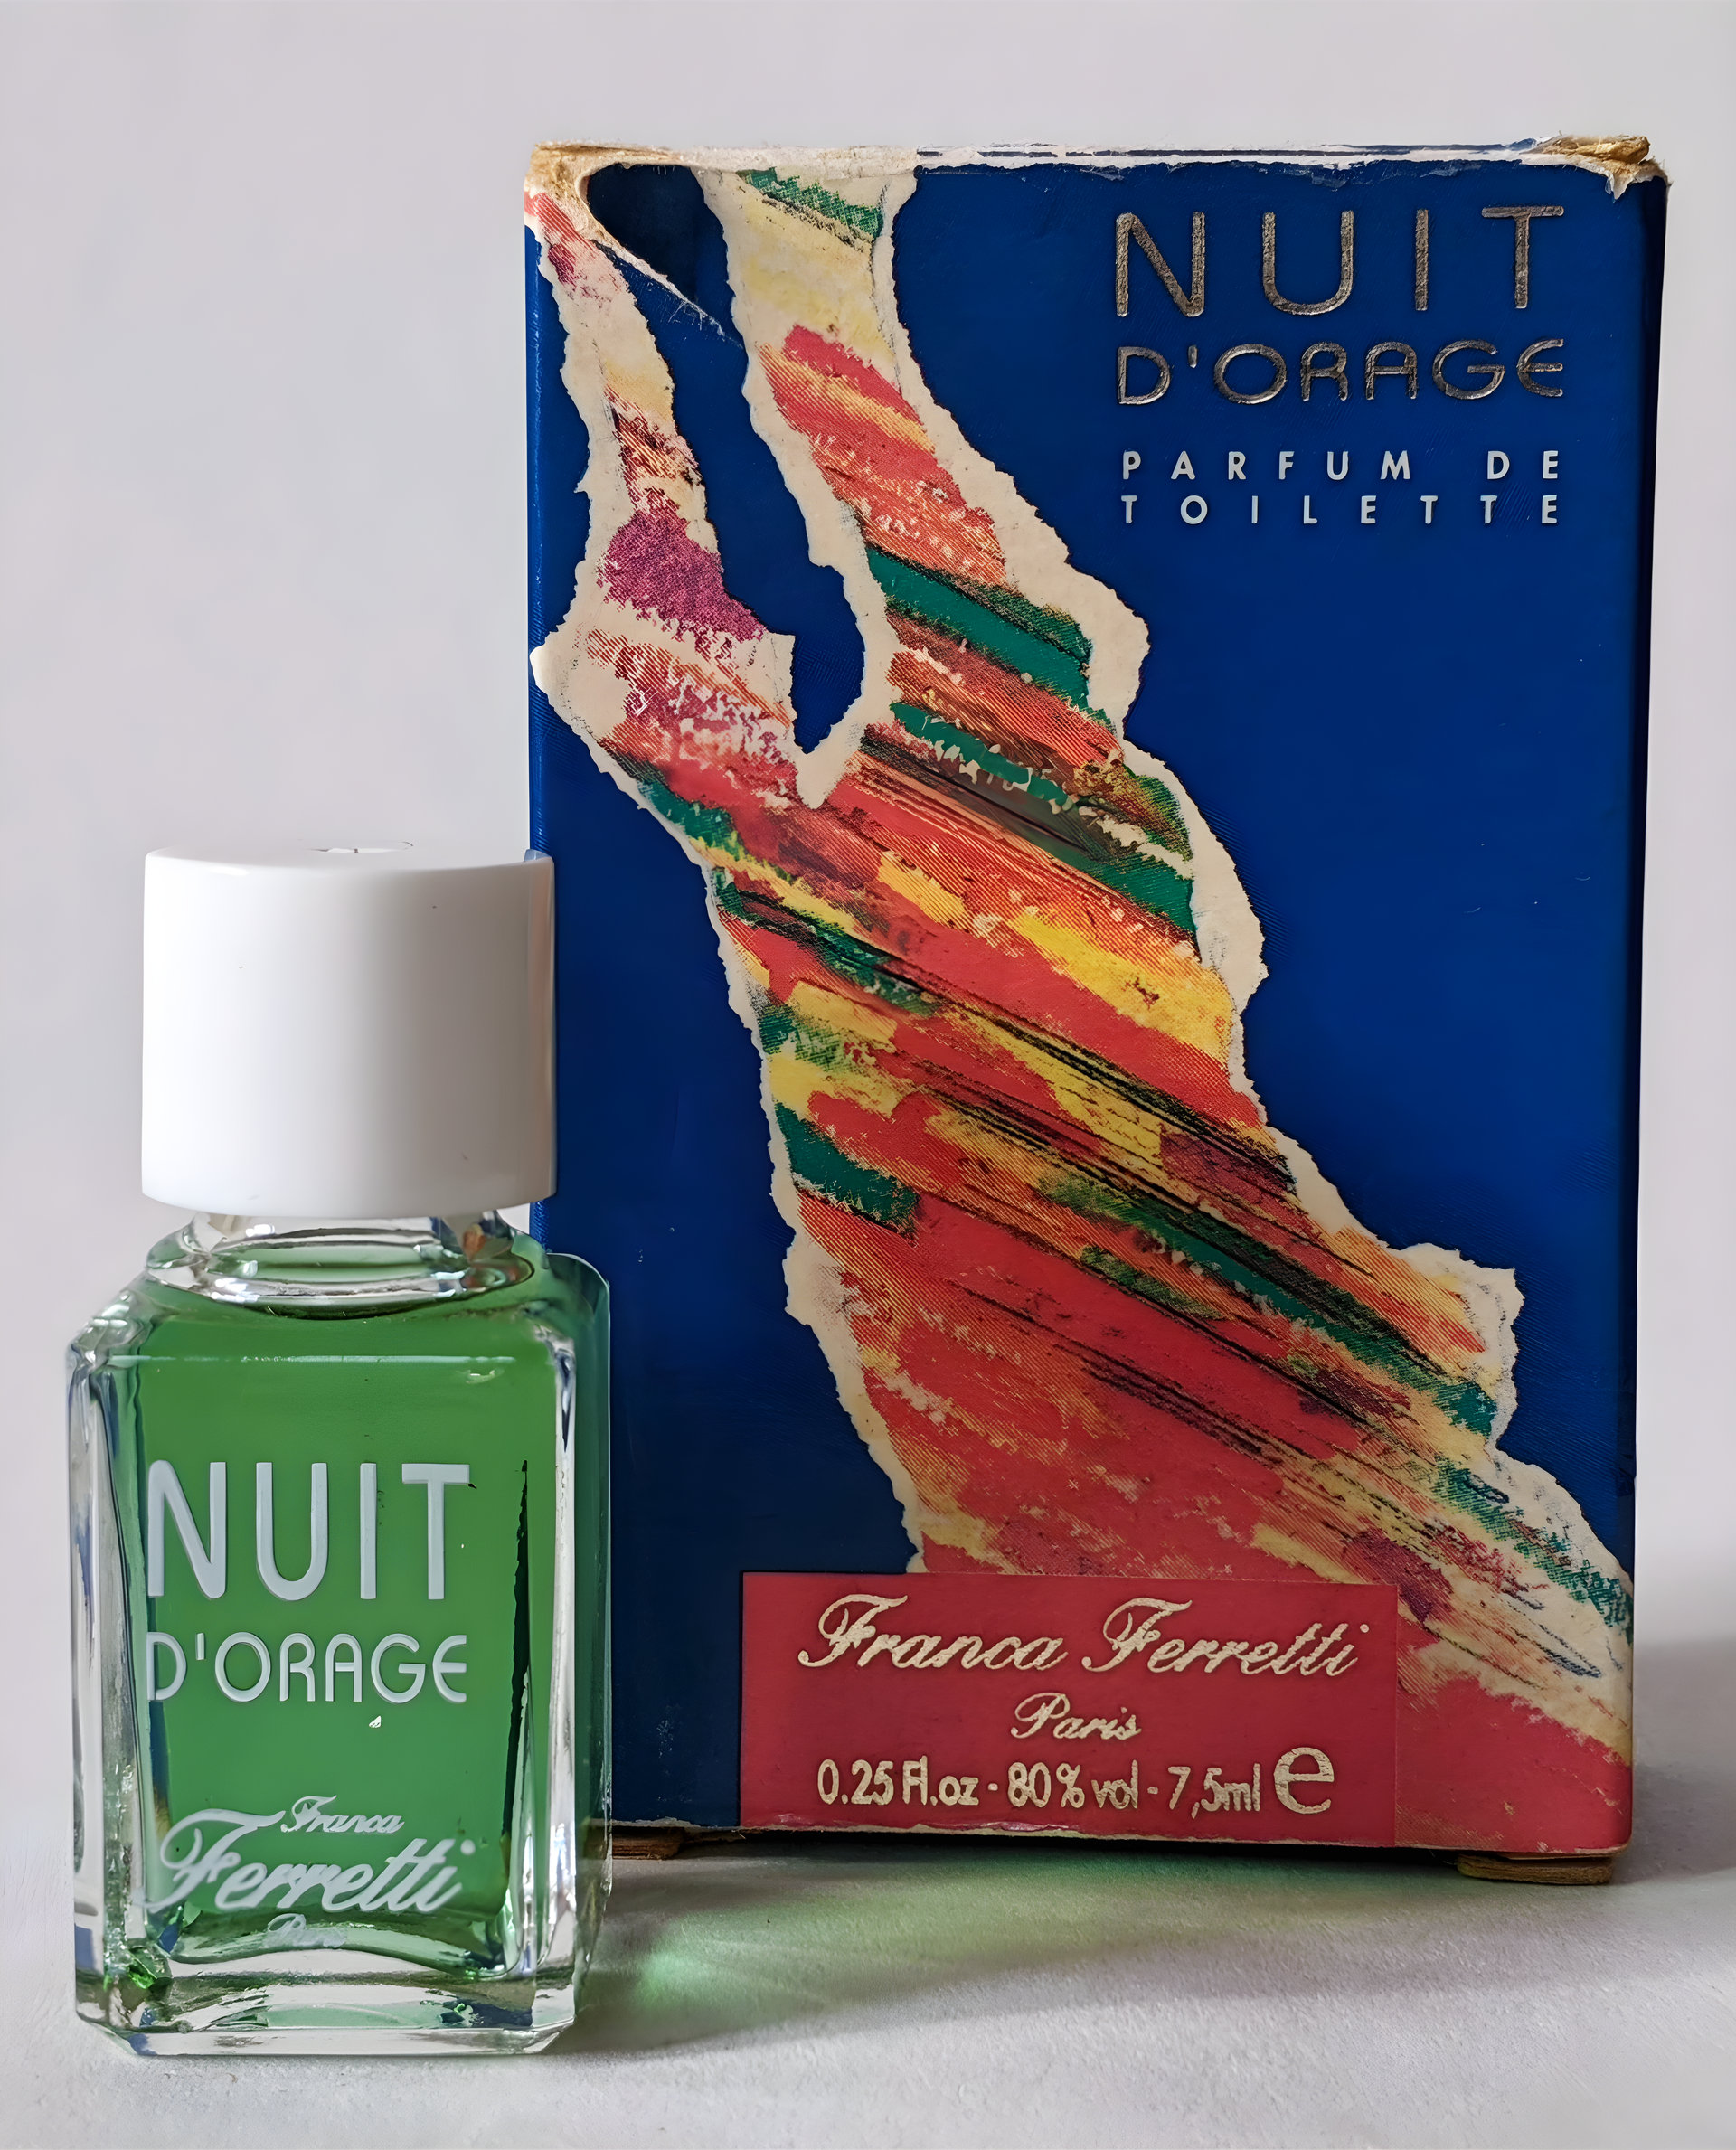 NUIT
D'ORAGE
PARFUM DE
TOILETTE
Franca Ferretti
Paris
0.25 Fl.oz - 80% vol - 7,5ml e
NUIT
D'ORAGE
Franca
Ferretti
Paris